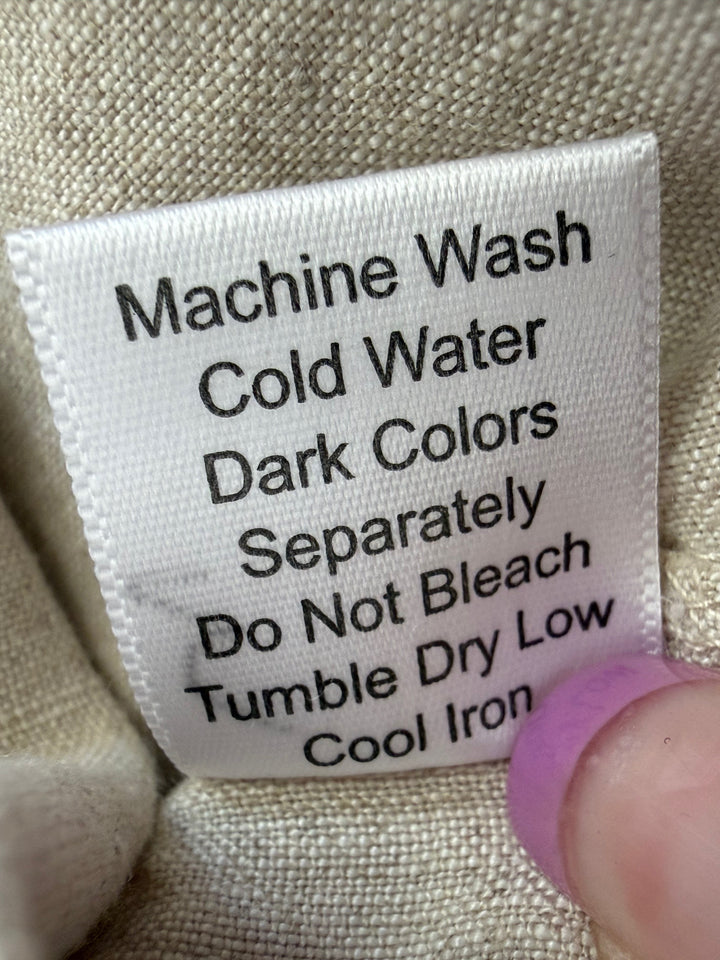 Machine Wash
Cold Water
Dark Colors
Separately
Do Not Bleach
Tumble Dry Low
Cool Iron